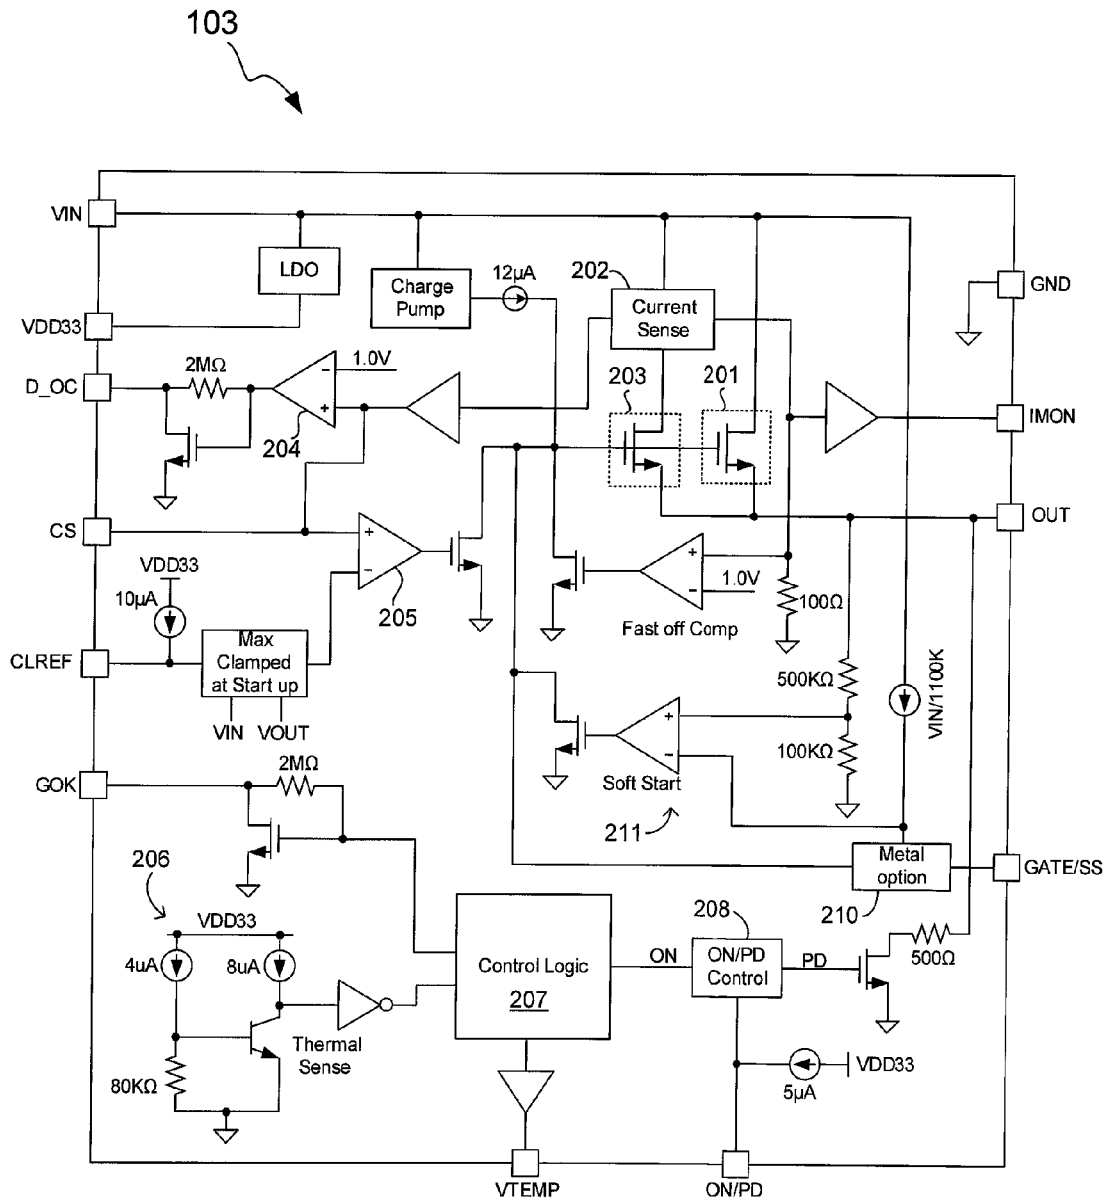 103
VIN
LDO
Charge
Pump
12µA
202
Current
Sense
GND
VDD33
D_OC
2MΩ
1.0V
204
203
201
IMON
CS
OUT
VDD33
10µA
205
1.0V
Fast off Comp
100Ω
CLREF
Max
Clamped
at Start up
VIN
VOUT
500KΩ
100KΩ
VIN/1100K
Soft Start
211
GOK
2MΩ
Metal
option
210
GATE/SS
206
VDD33
4uA
8uA
Thermal
Sense
80KΩ
Control Logic
207
ON
208
ON/PD
Control
PD
500Ω
VDD33
5µA
VTEMP
ON/PD